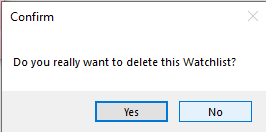 Confirm
Do you really want to delete this Watchlist?
Yes No